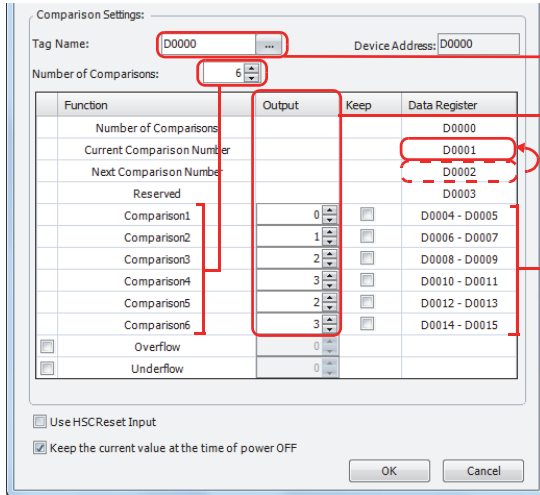 Comparison Settings:
Tag Name: D0000 ... Device Address: D0000
Number of Comparisons: 6
Function Output Keep Data Register
Number of Comparisons D0000
Current Comparison Number D0001
Next Comparison Number D0002
Reserved D0003
Comparison1 0 D0004 - D0005
Comparison2 1 D0006 - D0007
Comparison3 2 D0008 - D0009
Comparison4 3 D0010 - D0011
Comparison5 2 D0012 - D0013
Comparison6 3 D0014 - D0015
Overflow 0
Underflow 0
Use HSCReset Input
Keep the current value at the time of power OFF
OK Cancel